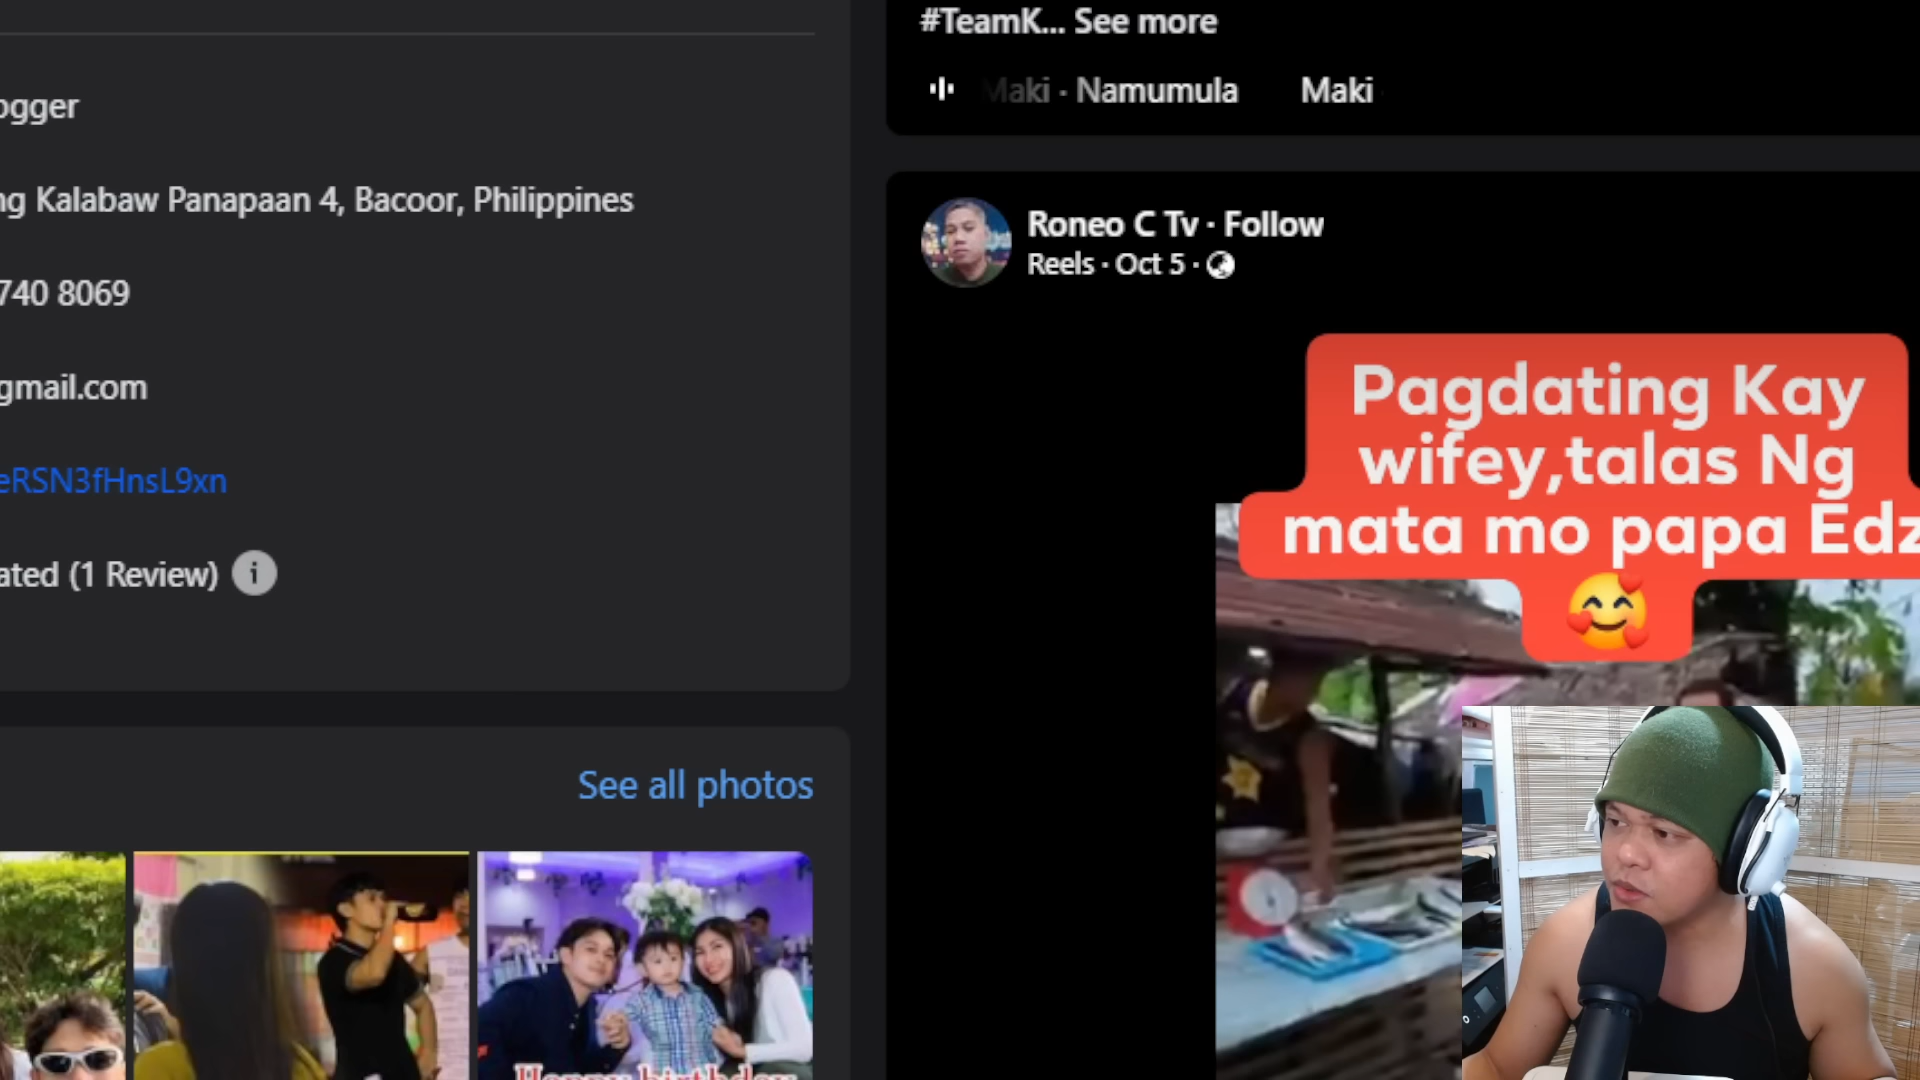 ogger
ng Kalabaw Panapaan 4, Bacoor, Philippines
740 8069
gmail.com
eRSN3fHnsL9xn
ated (1 Review)
See all photos
Happy birthday
#TeamK... See more
Maki · Namumula Maki
Roneo C Tv · Follow
Reels · Oct 5 ·
Pagdating Kay
wifey,talas Ng
mata mo papa Edz